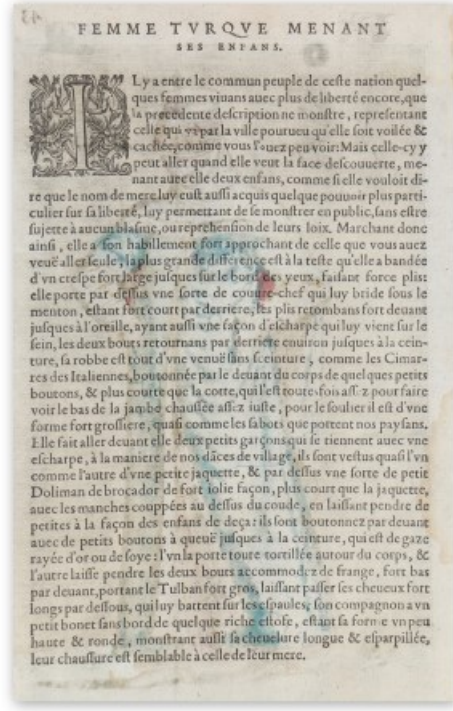 43
FEMME TVRQVE MENANT
SES ENFANS.
IL y a entre le commun peuple de ceste nation quel-
ques femmes viuans auec plus de liberté encore, que
la precedente description ne monstre, representant
celle qui va par la ville pourueu qu'elle soit voilée &
cachée, comme vous l'auez peu voir: Mais celle-cy y
peut aller quand elle veut la face descouuerte, me-
nant auec elle deux enfans, comme si elle vouloit di-
re que le nom de mere luy eust aussi acquis quelque pouuoir plus parti-
culier sur sa liberté, luy permettant de se monstrer en public, sans estre
sujette à aucun blasme, ou reprehension de leurs loix. Marchant donc
ainsi, elle a son habillement fort approchant de celle que vous auez
veuë aller seule, la plus grande difference est à la teste qu'elle a bandée
d'vn crespe fort large jusques sur le bord des yeux, faisant force plis:
elle porte par dessus vne sorte de couure-chef qui luy bride sous le
menton, estant fort court par derriere, les plis retombans fort deuant
jusques à l'oreille, ayant aussi vne façon d'escharpe qui luy vient sur le
sein, les deux bouts retournans par derriere enuiron jusques à la cein-
ture, sa robbe est tout d'vne venuë sans sceinture, comme les Cimar-
res des Italiennes, boutonnée par le deuant du corps de quelques petits
boutons, & plus courte que la cotte, qui l'est toute-fois assez pour faire
voir le bas de la jambe chaussée assez iuste, pour le soulier il est d'vne
forme fort grossiere, quasi comme les sabots que portent nos paysans.
Elle fait aller deuant elle deux petits garçons qui se tiennent auec vne
escharpe, à la maniere de nos dāces de village, ils sont vestus quasi l'vn
comme l'autre d'vne petite jaquette, & par dessus vne sorte de petit
Doliman de brocador de fort iolie façon, plus court que la jaquette,
auec les manches couppées au dessus du coude, en laissant pendre de
petites à la façon des enfans de deçà: ils sont boutonnez par deuant
auec de petits boutons à queuë jusques à la ceinture, qui est de gaze
rayée d'or ou de soye: l'vn la porte toute tortillée autour du corps, &
l'autre laisse pendre les deux bouts accommodez de frange, fort bas
par deuant, portant le Tulban fort gros, laissant passer ses cheueux fort
longs par dessous, qui luy battent sur les espaules, son compagnon a vn
petit bonet sans bord de quelque riche estofe, estant sa forme vn peu
haute & ronde, monstrant aussi sa cheuelure longue & esparpillée,
leur chaussure est semblable à celle de leur mere.